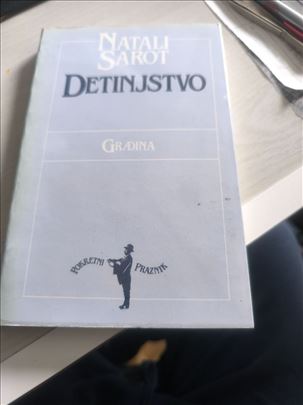 NATALI
SAROT
DETINJSTVO
GRADINA
POKRETNI PRAZNIK